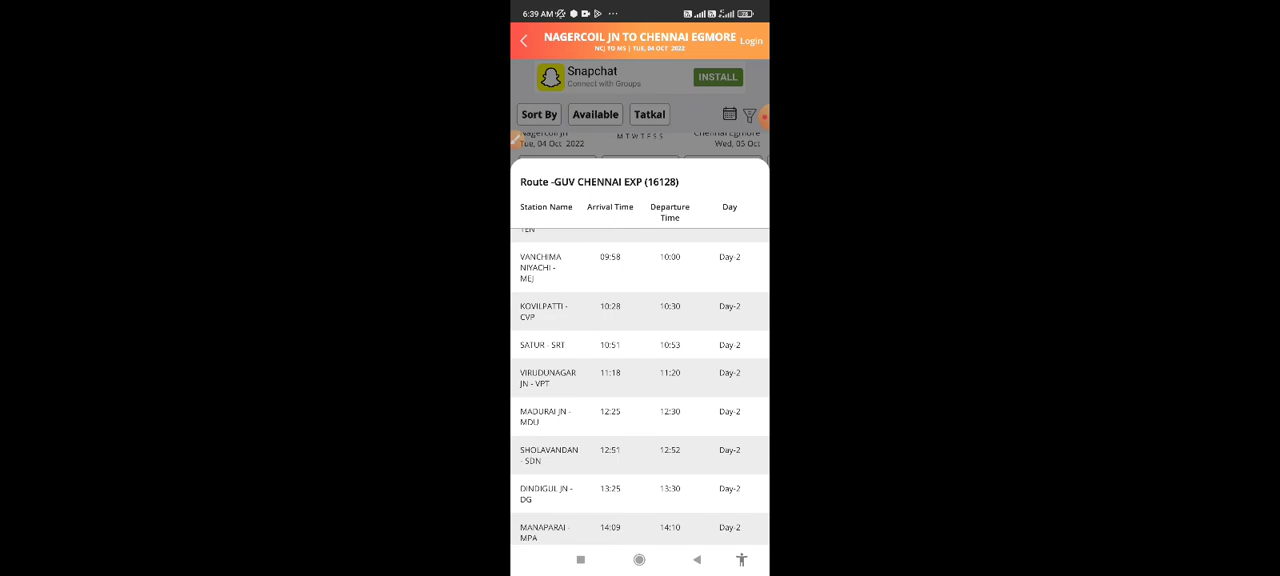 6:39 AM
NAGERCOIL JN TO CHENNAI EGMORE
Login
NCJ TO MS | TUE, 04 OCT 2022
Snapchat
Connect with Groups
INSTALL
Sort By Available Tatkal
Nagercoil Jn M T W T F S S Chennai Egmore
Tue, 04 Oct 2022 Wed, 05 Oct
Route -GUV CHENNAI EXP (16128)
Station Name Arrival Time Departure Time Day
TEN
VANCHIMA NIYACHI - MEJ 09:58 10:00 Day-2
KOVILPATTI - CVP 10:28 10:30 Day-2
SATUR - SRT 10:51 10:53 Day-2
VIRUDUNAGAR JN - VPT 11:18 11:20 Day-2
MADURAI JN - MDU 12:25 12:30 Day-2
SHOLAVANDAN - SDN 12:51 12:52 Day-2
DINDIGUL JN - DG 13:25 13:30 Day-2
MANAPARAI - MPA 14:09 14:10 Day-2